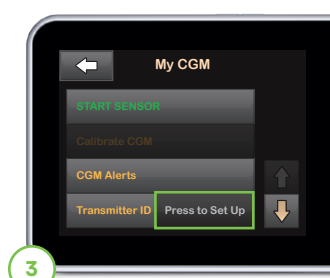 My CGM
START SENSOR
Calibrate CGM
CGM Alerts
Transmitter ID Press to Set Up
3